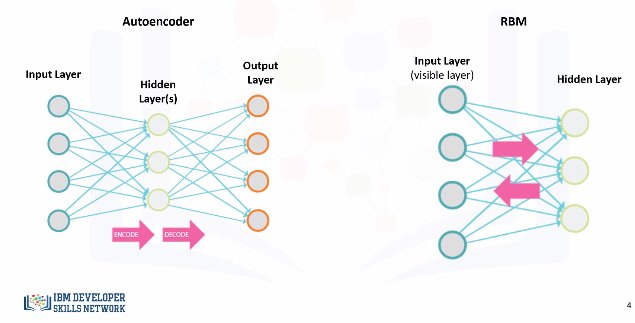 Autoencoder
RBM
Input Layer
Hidden
Layer(s)
Output
Layer
Input Layer
(visible layer)
Hidden Layer
ENCODE
DECODE
IBM DEVELOPER
SKILLS NETWORK
4